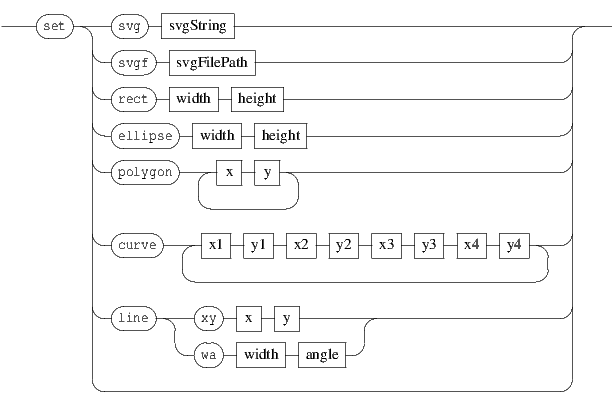 set svg svgString
svgf svgFilePath
rect width height
ellipse width height
polygon x y
curve x1 y1 x2 y2 x3 y3 x4 y4
line xy x y
wa width angle